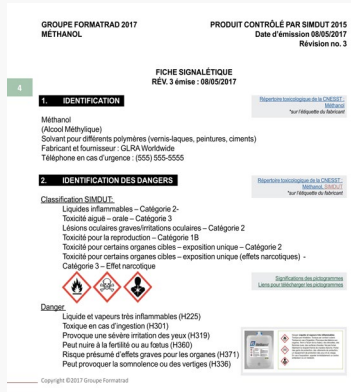 GROUPE FORMATRAD 2017
MÉTHANOL
PRODUIT CONTRÔLÉ PAR SIMDUT 2015
Date d'émission 08/05/2017
Révision no. 3
FICHE SIGNALÉTIQUE
RÉV. 3 émise : 08/05/2017
4
1. IDENTIFICATION
Répertoire toxicologique de la CNESST :
Méthanol
*sur l'étiquette du fabricant
Méthanol
(Alcool Méthylique)
Solvant pour différents polymères (vernis-laques, peintures, ciments)
Fabricant et fournisseur : GLRA Worldwide
Téléphone en cas d'urgence : (555) 555-5555
2. IDENTIFICATION DES DANGERS
Répertoire toxicologique de la CNESST :
Méthanol, SIMDUT
*sur l'étiquette du fabricant
Classification SIMDUT:
Liquides inflammables – Catégorie 2-
Toxicité aiguë – orale – Catégorie 3
Lésions oculaires graves/irritations oculaires – Catégorie 2
Toxicité pour la reproduction – Catégorie 1B
Toxicité pour certains organes cibles – exposition unique – Catégorie 2
Toxicité pour certains organes cibles – exposition unique (effets narcotiques) -
Catégorie 3 – Effet narcotique
Significations des pictogrammes
Liens pour télécharger les pictogrammes
Danger
Liquide et vapeurs très inflammables (H225)
Toxique en cas d'ingestion (H301)
Provoque une sévère irritation des yeux (H319)
Peut nuire à la fertilité ou au fœtus (H360)
Risque présumé d'effets graves pour les organes (H371)
Peut provoquer la somnolence ou des vertiges (H336)
Copyright ©2017 Groupe Formatrad